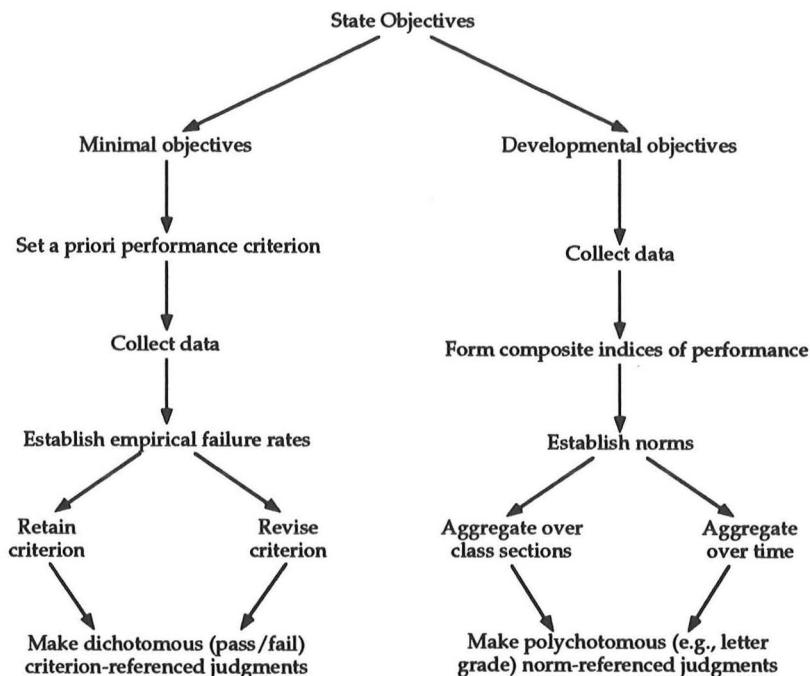 State Objectives
Minimal objectives
Developmental objectives
Set a priori performance criterion
Collect data
Collect data
Form composite indices of performance
Establish empirical failure rates
Establish norms
Retain
criterion
Revise
criterion
Aggregate over
class sections
Aggregate
over time
Make dichotomous (pass/fail)
criterion-referenced judgments
Make polychotomous (e.g., letter
grade) norm-referenced judgments